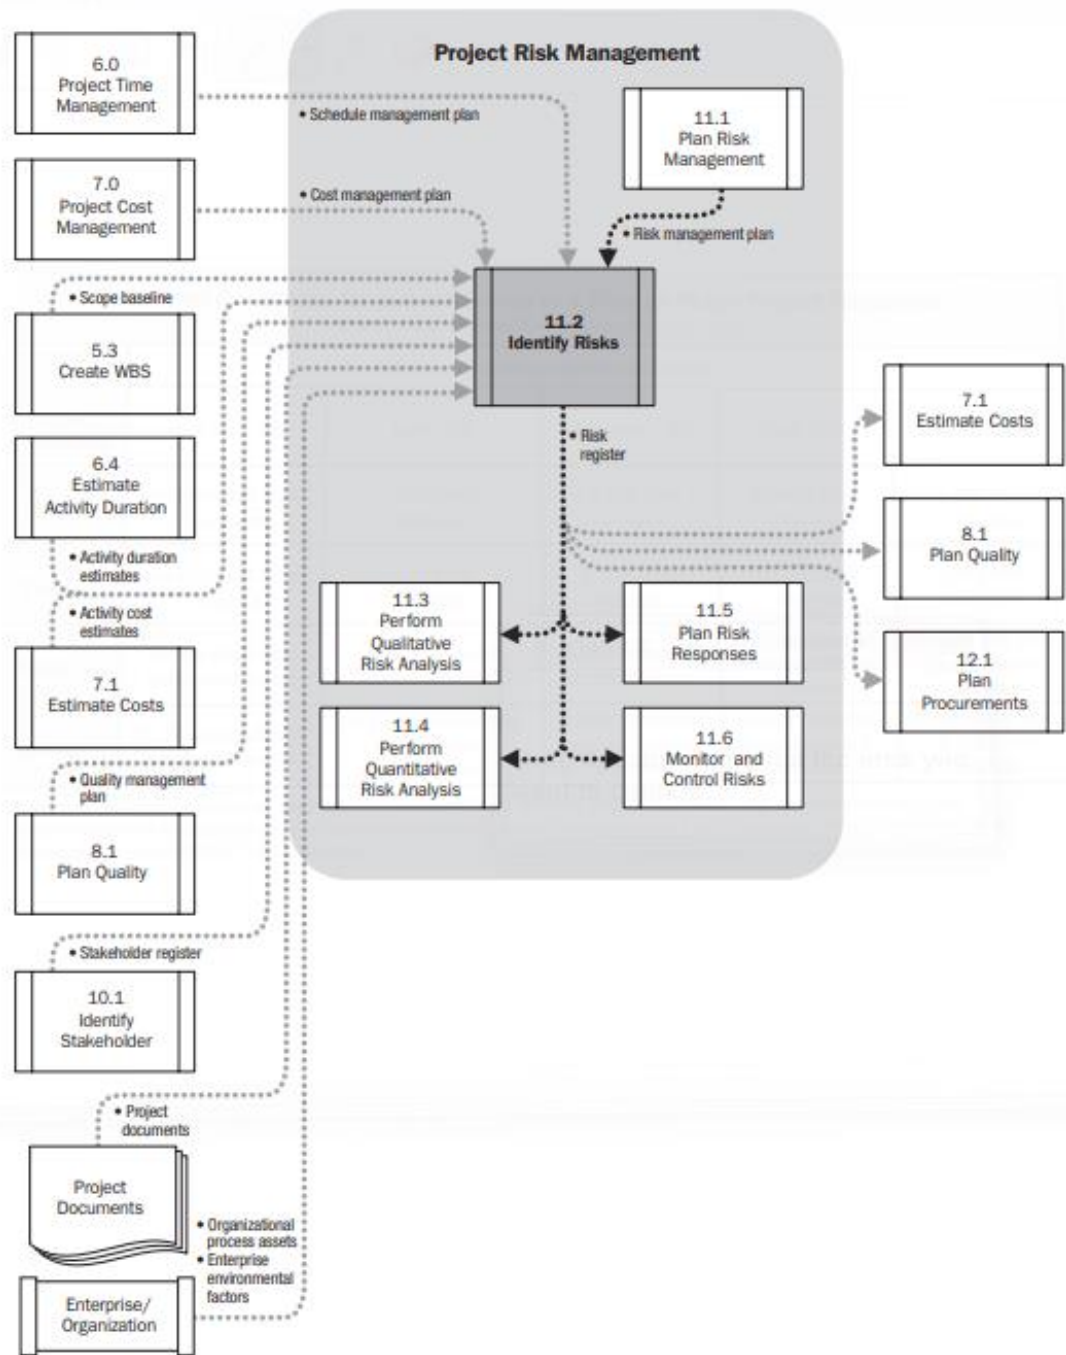 Project Risk Management
6.0
Project Time
Management
• Schedule management plan
11.1
Plan Risk
Management
7.0
Project Cost
Management
• Cost management plan
• Risk management plan
• Scope baseline
5.3
Create WBS
11.2
Identify Risks
• Risk
register
7.1
Estimate Costs
6.4
Estimate
Activity Duration
• Activity duration
estimates
8.1
Plan Quality
• Activity cost
estimates
7.1
Estimate Costs
11.3
Perform
Qualitative
Risk Analysis
11.5
Plan Risk
Responses
12.1
Plan
Procurements
11.4
Perform
Quantitative
Risk Analysis
11.6
Monitor and
Control Risks
• Quality management
plan
8.1
Plan Quality
• Stakeholder register
10.1
Identify
Stakeholder
• Project
documents
Project
Documents
• Organizational
process assets
• Enterprise
environmental
factors
Enterprise/
Organization